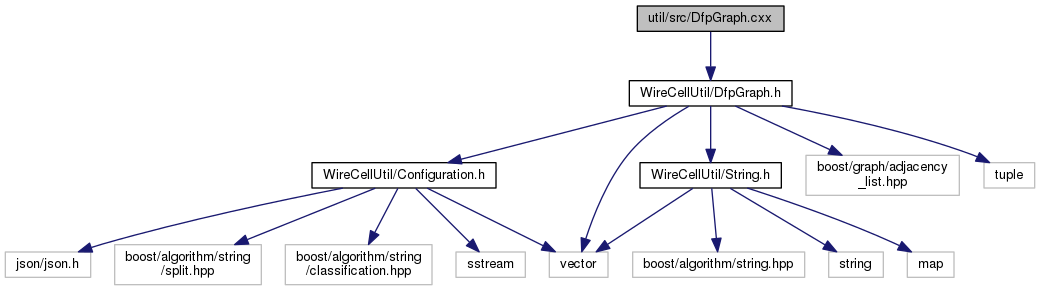 util/src/DfpGraph.cxx
WireCellUtil/DfpGraph.h
WireCellUtil/Configuration.h
WireCellUtil/String.h
boost/graph/adjacency
_list.hpp
tuple
json/json.h
boost/algorithm/string
/split.hpp
boost/algorithm/string
/classification.hpp
sstream
vector
boost/algorithm/string.hpp
string
map